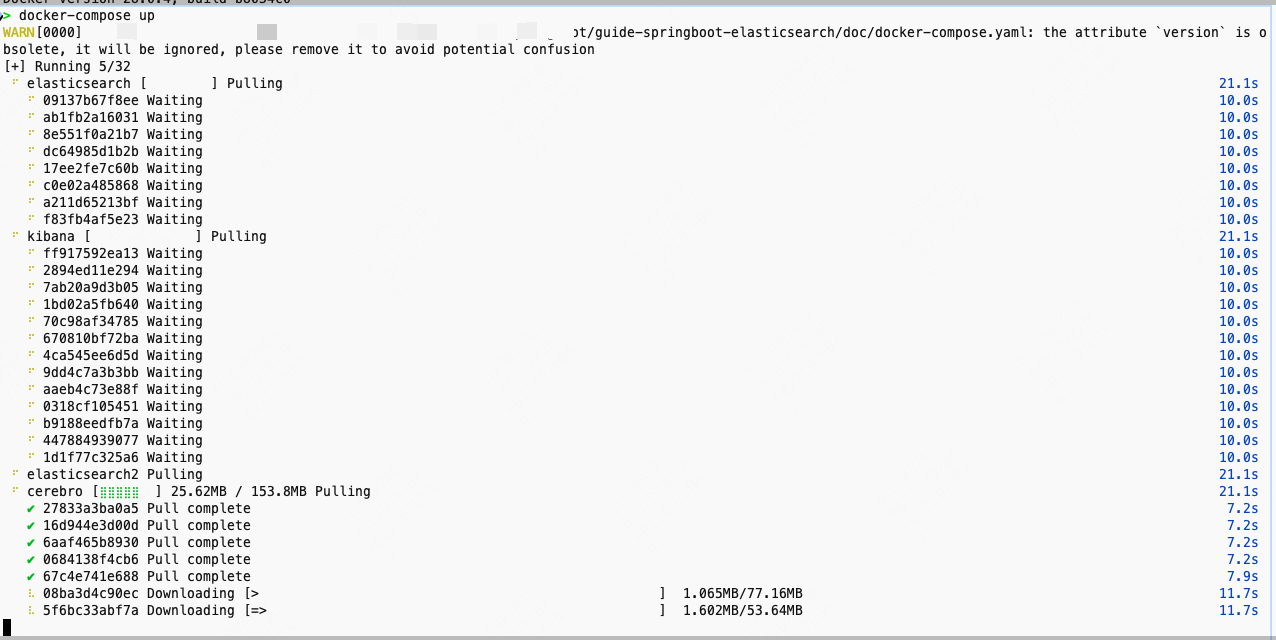 > docker-compose up
WARN[0000] ot/guide-springboot-elasticsearch/doc/docker-compose.yaml: the attribute `version` is o
bsolete, it will be ignored, please remove it to avoid potential confusion
[+] Running 5/32
elasticsearch [ ] Pulling 21.1s
09137b67f8ee Waiting 10.0s
ab1fb2a16031 Waiting 10.0s
8e551f0a21b7 Waiting 10.0s
dc64985d1b2b Waiting 10.0s
17ee2fe7c60b Waiting 10.0s
c0e02a485868 Waiting 10.0s
a211d65213bf Waiting 10.0s
f83fb4af5e23 Waiting 10.0s
kibana [ ] Pulling 21.1s
ff917592ea13 Waiting 10.0s
2894ed11e294 Waiting 10.0s
7ab20a9d3b05 Waiting 10.0s
1bd02a5fb640 Waiting 10.0s
70c98af34785 Waiting 10.0s
670810bf72ba Waiting 10.0s
4ca545ee6d5d Waiting 10.0s
9dd4c7a3b3bb Waiting 10.0s
aaeb4c73e88f Waiting 10.0s
0318cf105451 Waiting 10.0s
b9188eedfb7a Waiting 10.0s
447884939077 Waiting 10.0s
1d1f77c325a6 Waiting 10.0s
elasticsearch2 Pulling 21.1s
cerebro [⣿⣿⣿⣿⣿ ] 25.62MB / 153.8MB Pulling 21.1s
✔ 27833a3ba0a5 Pull complete 7.2s
✔ 16d944e3d00d Pull complete 7.2s
✔ 6aaf465b8930 Pull complete 7.2s
✔ 0684138f4cb6 Pull complete 7.2s
✔ 67c4e741e688 Pull complete 7.9s
08ba3d4c90ec Downloading [> ] 1.065MB/77.16MB 11.7s
5f6bc33abf7a Downloading [=> ] 1.602MB/53.64MB 11.7s